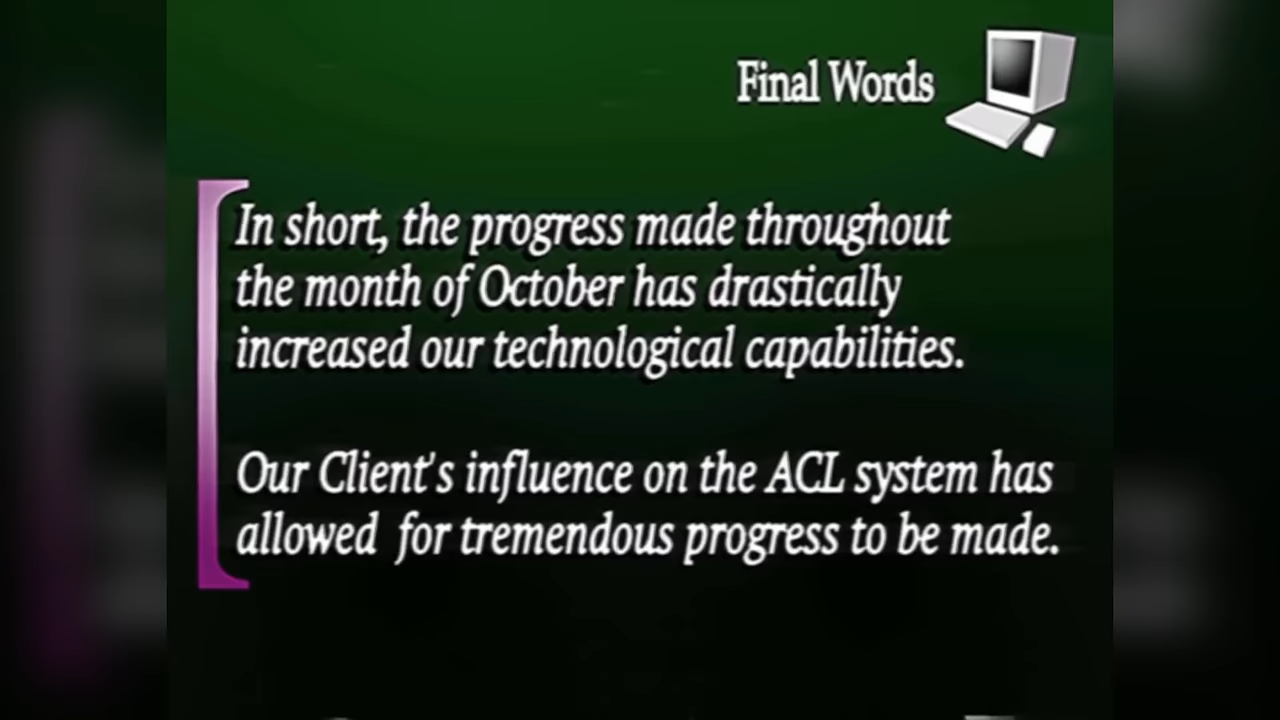 Final Words
In short, the progress made throughout
the month of October has drastically
increased our technological capabilities.
Our Client's influence on the ACL system has
allowed  for tremendous progress to be made.